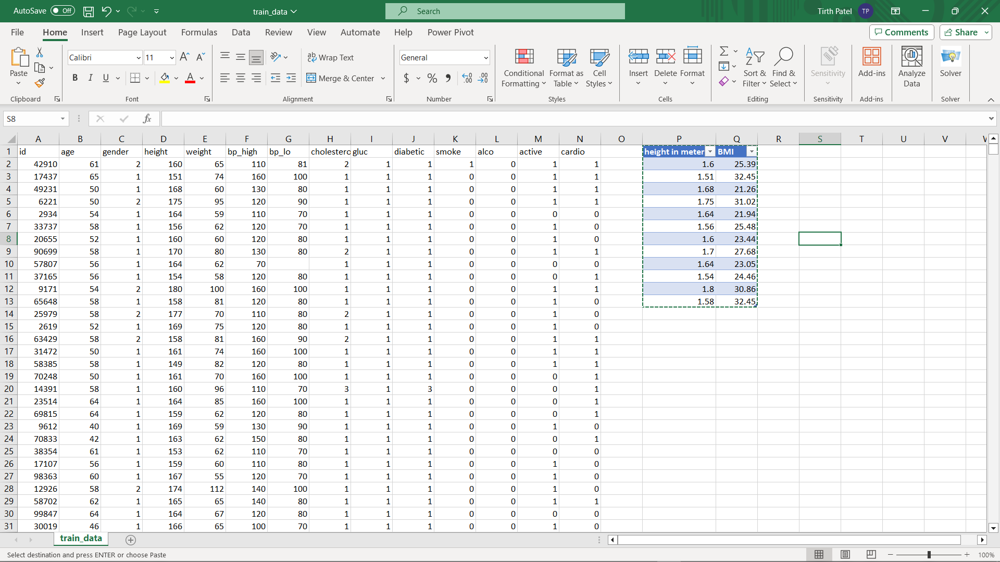 AutoSave Off train_data Search Tirth Patel TP
File Home Insert Page Layout Formulas Data Review View Automate Help Power Pivot Comments Share
Paste Calibri 11 Wrap Text General Conditional Formatting Format as Table Cell Styles Insert Delete Format Sort & Filter Find & Select Sensitivity Add-ins Analyze Data Solver
B I U A Merge & Center $ %
Clipboard Font Alignment Number Styles Cells Editing Sensitivity Add-ins Solver
S8 fx
A B C D E F G H I J K L M N O P Q R S T U V
1 id age gender height weight bp_high bp_lo cholestero gluc diabetic smoke alco active cardio height in meter BMI
2 42910 61 2 160 65 110 81 2 1 1 1 0 1 1 1.6 25.39
3 17437 65 1 151 74 160 100 1 1 1 0 0 1 1 1.51 32.45
4 49231 50 1 168 60 130 80 1 1 1 0 0 1 1 1.68 21.26
5 6221 50 2 175 95 120 90 1 1 1 0 0 1 1 1.75 31.02
6 2934 54 1 164 59 110 70 1 1 1 0 0 0 0 1.64 21.94
7 33737 58 1 156 62 120 70 1 1 1 0 0 1 0 1.56 25.48
8 20655 52 1 160 60 120 80 1 1 1 0 0 1 0 1.6 23.44
9 90699 58 1 170 80 130 80 2 1 1 0 0 1 1 1.7 27.68
10 57807 56 1 164 62 70 1 1 1 0 0 0 0 1.64 23.05
11 37165 56 1 154 58 120 80 1 1 1 0 0 0 1 1.54 24.46
12 9171 54 2 180 100 160 100 1 1 1 0 0 1 1 1.8 30.86
13 65648 58 1 158 81 120 80 1 1 1 0 0 1 0 1.58 32.45
14 25979 58 2 177 70 110 80 2 1 1 0 0 1 0
15 2619 52 1 169 75 120 80 1 1 1 0 0 1 0
16 63429 58 2 158 81 160 90 2 1 1 0 0 1 1
17 31472 50 1 161 74 160 100 1 1 1 0 0 1 1
18 58385 58 1 149 82 120 80 1 1 1 0 0 1 1
19 70248 50 1 161 70 160 100 1 1 1 0 0 0 1
20 14391 58 1 160 96 110 70 3 1 3 0 0 0 1
21 23514 64 1 164 85 160 100 1 1 1 0 0 0 1
22 69815 64 1 159 62 120 80 1 1 1 0 0 0 1
23 9612 40 1 169 59 130 90 1 1 1 0 0 1 0
24 70833 42 1 163 62 150 80 1 1 1 0 0 0 1
25 38354 61 1 153 62 110 70 1 1 1 0 0 0 0
26 17107 56 1 159 60 110 80 1 1 1 0 0 1 0
27 98363 60 1 167 55 120 70 1 1 1 0 0 1 0
28 12926 58 2 174 112 140 100 1 1 1 0 0 1 0
29 58702 62 1 165 65 140 80 1 1 1 0 0 1 1
30 99847 64 1 164 67 120 80 1 1 1 0 0 0 0
31 30019 46 1 166 65 100 70 1 1 1 0 0 1 0
train_data
Select destination and press ENTER or choose Paste 100%